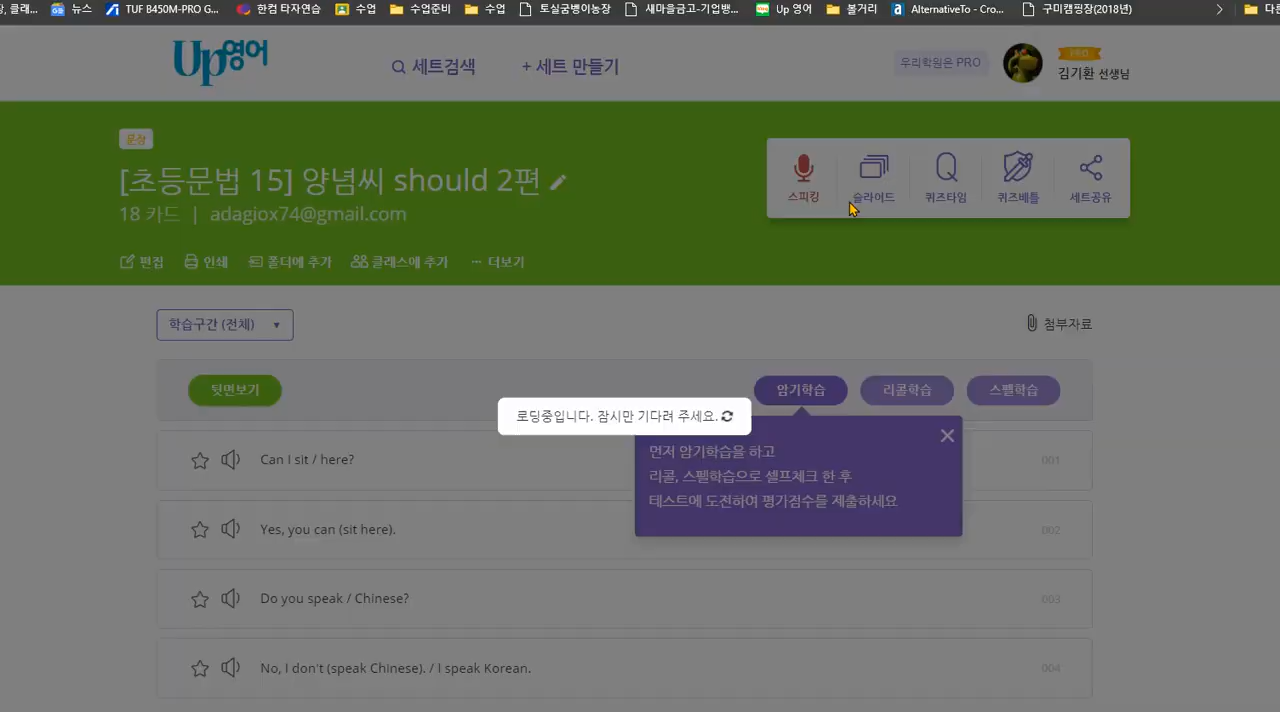 장, 클래... 뉴스 TUF B450M-PRO G... 한컴 타자연습 수업 수업준비 수업 토실굼벵이농장 새마을금고-기업뱅... Up 영어 볼거리 AlternativeTo - Cro... 구미캠핑장(2018년) 다른
Up영어
세트검색
+ 세트 만들기
우리학원은 PRO
PRO
김기환 선생님
문장
[초등문법 15] 양념씨 should 2편
18 카드 | adagiox74@gmail.com
스피킹 슬라이드 퀴즈타임 퀴즈배틀 세트공유
편집 인쇄 폴더에 추가 클래스에 추가 ··· 더보기
학습구간 (전체)
첨부자료
뒷면보기
암기학습 리콜학습 스펠학습
로딩중입니다. 잠시만 기다려 주세요.
먼저 암기학습을 하고
리콜, 스펠학습으로 셀프체크 한 후
테스트에 도전하여 평가점수를 제출하세요
Can I sit / here? 001
Yes, you can (sit here). 002
Do you speak / Chinese? 003
No, I don't (speak Chinese). / I speak Korean. 004